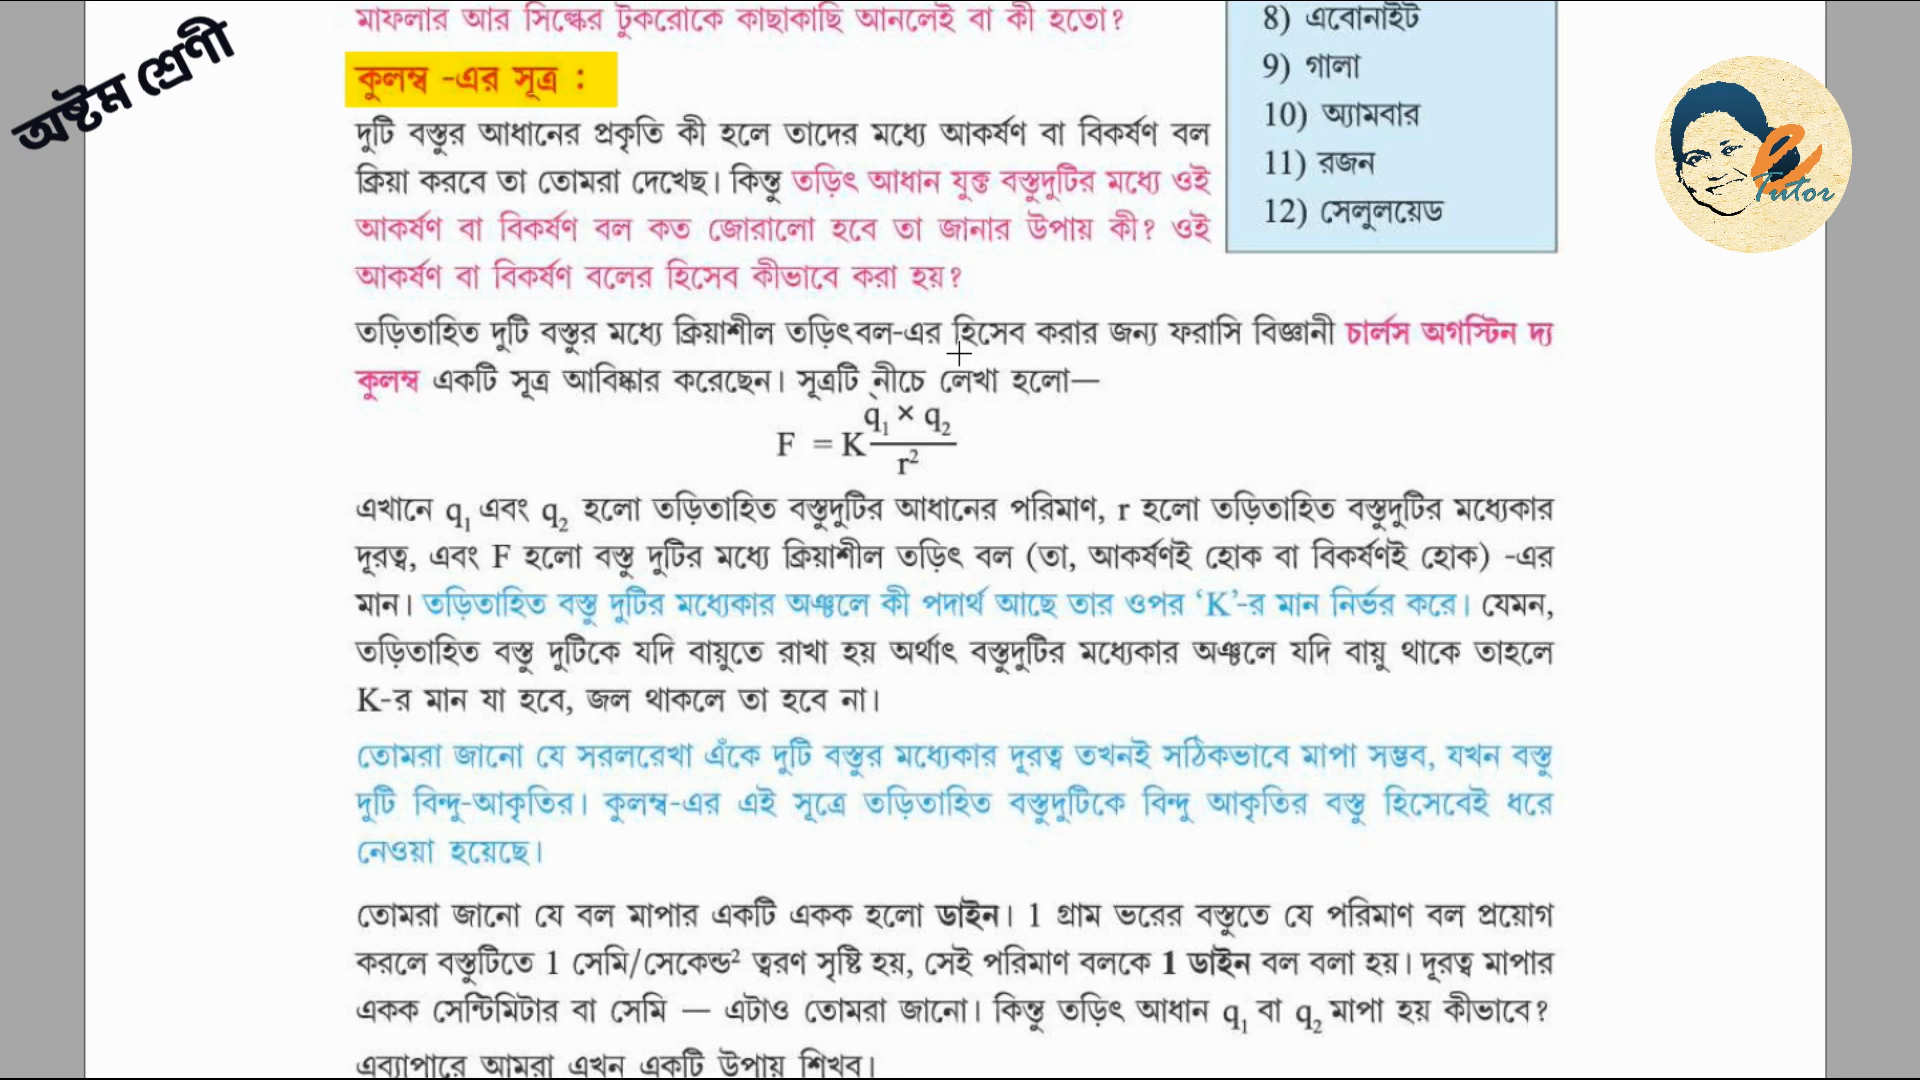 অষ্টম শ্রেণী
মাফলার আর সিল্কের টুকরোকে কাছাকাছি আনলেই বা কী হতো?
কুলম্ব -এর সূত্র :
দুটি বস্তুর আধানের প্রকৃতি কী হলে তাদের মধ্যে আকর্ষণ বা বিকর্ষণ বল
ক্রিয়া করবে তা তোমরা দেখেছ। কিন্তু তড়িৎ আধান যুক্ত বস্তুদুটির মধ্যে ওই
আকর্ষণ বা বিকর্ষণ বল কত জোরালো হবে তা জানার উপায় কী? ওই
আকর্ষণ বা বিকর্ষণ বলের হিসেব কীভাবে করা হয়?
8) এবোনাইট
9) গালা
10) অ্যামবার
11) রজন
12) সেলুলয়েড
e
Tutor
তড়িতাহিত দুটি বস্তুর মধ্যে ক্রিয়াশীল তড়িৎবল-এর হিসেব করার জন্য ফরাসি বিজ্ঞানী চার্লস অগস্টিন দ্য
কুলম্ব একটি সূত্র আবিষ্কার করেছেন। সূত্রটি নীচে লেখা হলো—
F = K q₁ × q₂ / r²
এখানে q₁ এবং q₂ হলো তড়িতাহিত বস্তুদুটির আধানের পরিমাণ, r হলো তড়িতাহিত বস্তুদুটির মধ্যেকার
দূরত্ব, এবং F হলো বস্তু দুটির মধ্যে ক্রিয়াশীল তড়িৎ বল (তা, আকর্ষণই হোক বা বিকর্ষণই হোক) -এর
মান। তড়িতাহিত বস্তু দুটির মধ্যেকার অঞ্চলে কী পদার্থ আছে তার ওপর ‘K’-র মান নির্ভর করে। যেমন,
তড়িতাহিত বস্তু দুটিকে যদি বায়ুতে রাখা হয় অর্থাৎ বস্তুদুটির মধ্যেকার অঞ্চলে যদি বায়ু থাকে তাহলে
K-র মান যা হবে, জল থাকলে তা হবে না।
তোমরা জানো যে সরলরেখা এঁকে দুটি বস্তুর মধ্যেকার দূরত্ব তখনই সঠিকভাবে মাপা সম্ভব, যখন বস্তু
দুটি বিন্দু-আকৃতির। কুলম্ব-এর এই সূত্রে তড়িতাহিত বস্তুদুটিকে বিন্দু আকৃতির বস্তু হিসেবেই ধরে
নেওয়া হয়েছে।
তোমরা জানো যে বল মাপার একটি একক হলো ডাইন। 1 গ্রাম ভরের বস্তুতে যে পরিমাণ বল প্রয়োগ
করলে বস্তুটিতে 1 সেমি/সেকেন্ড² ত্বরণ সৃষ্টি হয়, সেই পরিমাণ বলকে 1 ডাইন বল বলা হয়। দূরত্ব মাপার
একক সেন্টিমিটার বা সেমি — এটাও তোমরা জানো। কিন্তু তড়িৎ আধান q₁ বা q₂ মাপা হয় কীভাবে?
এব্যাপারে আমরা এখন একটি উপায় শিখব।